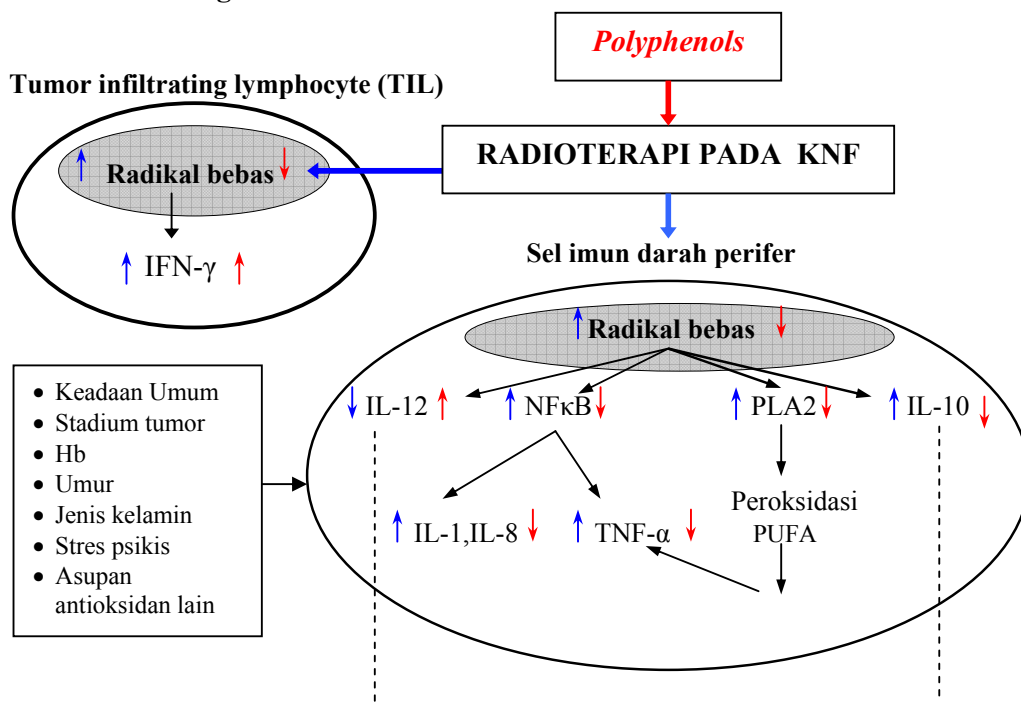 Polyphenols
Tumor infiltrating lymphocyte (TIL)
RADIOTERAPI PADA KNF
Radikal bebas
IFN-γ
Sel imun darah perifer
Radikal bebas
IL-12
NFκB
PLA2
IL-10
• Keadaan Umum
• Stadium tumor
• Hb
• Umur
• Jenis kelamin
• Stres psikis
• Asupan
antioksidan lain
IL-1,IL-8
TNF-α
Peroksidasi
PUFA